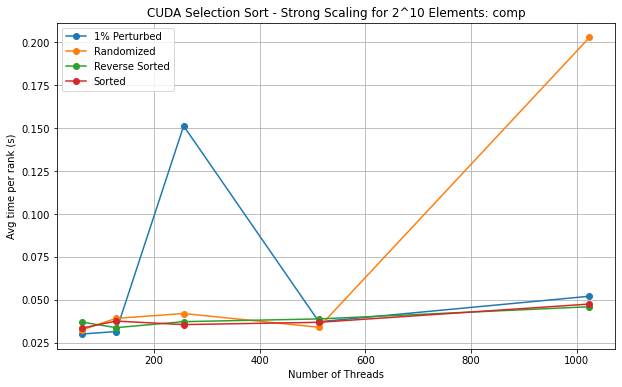 CUDA Selection Sort - Strong Scaling for 2^10 Elements: comp
1% Perturbed
Randomized
Reverse Sorted
Sorted
Avg time per rank (s)
0.200
0.175
0.150
0.125
0.100
0.075
0.050
0.025
200
400
600
800
1000
Number of Threads